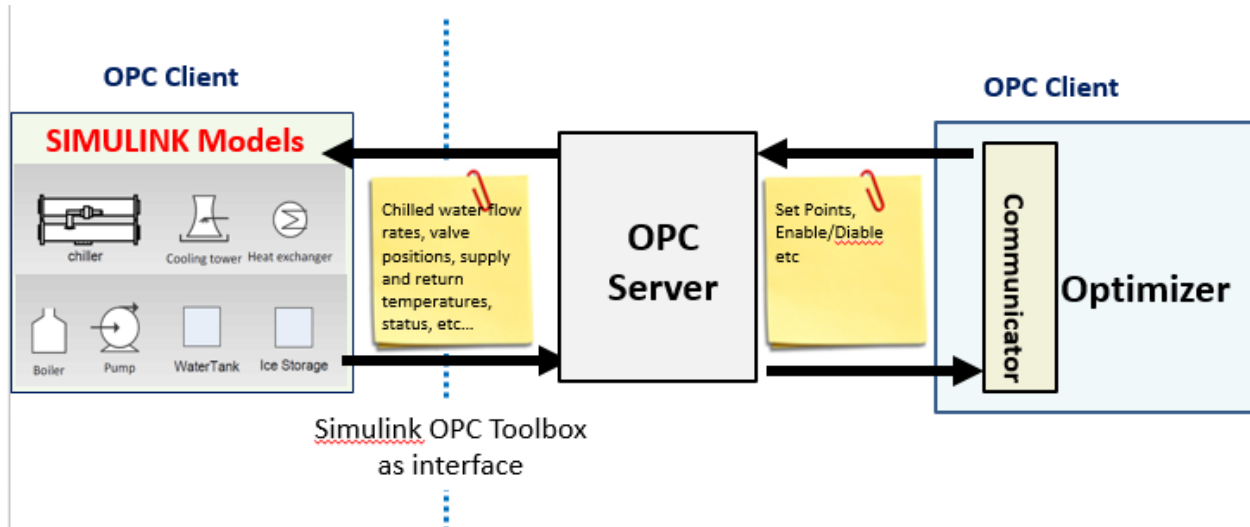 OPC Client
SIMULINK Models
chiller
Cooling tower
Heat exchanger
Boiler
Pump
WaterTank
Ice Storage
Chilled water flow
rates, valve
positions, supply
and return
temperatures,
status, etc...
Simulink OPC Toolbox
as interface
OPC
Server
Set Points,
Enable/Diable
etc
OPC Client
Communicator
Optimizer